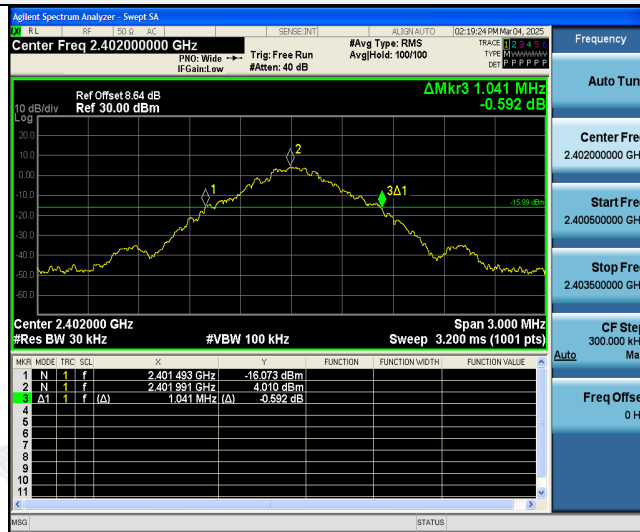 Agilent Spectrum Analyzer - Swept SA
LXI RL RF 50 Ω AC SENSE:INT ALIGN AUTO 02:19:24 PM Mar 04, 2025
Center Freq 2.402000000 GHz
PNO: Wide
IFGain:Low
Trig: Free Run
#Atten: 40 dB
#Avg Type: RMS
Avg|Hold: 100/100
TRACE 1 2 3 4 5 6
TYPE M W W W W W
DET P P P P P P
ΔMkr3 1.041 MHz
-0.592 dB
Ref Offset 8.64 dB
10 dB/div Ref 30.00 dBm
Log
20.0
10.0
0.00
-10.0
-20.0
-30.0
-40.0
-50.0
-60.0
1
2
3Δ1
-15.99 dBm
Center 2.402000 GHz Span 3.000 MHz
#Res BW 30 kHz #VBW 100 kHz Sweep 3.200 ms (1001 pts)
MKR MODE TRC SCL X Y FUNCTION FUNCTION WIDTH FUNCTION VALUE
1 N 1 f 2.401 493 GHz -16.073 dBm
2 N 1 f 2.401 991 GHz 4.010 dBm
3 Δ1 1 f (Δ) 1.041 MHz (Δ) -0.592 dB
4
5
6
7
8
9
10
11
MSG STATUS
Frequency
Auto Tun
Center Fre
2.402000000 GH
Start Fre
2.400500000 GH
Stop Fre
2.403500000 GH
CF Step
300.000 kH
Auto Ma
Freq Offse
0 H